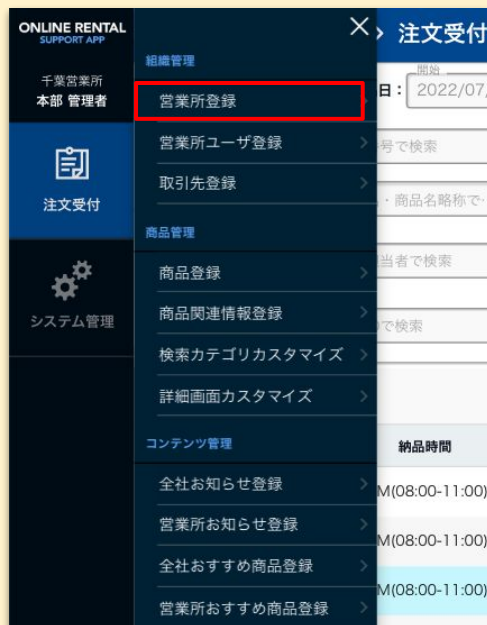 ONLINE RENTAL
SUPPORT APP
千葉営業所
本部 管理者
注文受付
システム管理
組織管理
営業所登録
営業所ユーザ登録
取引先登録
商品管理
商品登録
商品関連情報登録
検索カテゴリカスタマイズ
詳細画面カスタマイズ
コンテンツ管理
全社お知らせ登録
営業所お知らせ登録
全社おすすめ商品登録
営業所おすすめ商品登録
注文受付
開始
日： 2022/07/
号で検索
・商品名略称で…
当者で検索
で検索
納品時間
M(08:00-11:00)
M(08:00-11:00)
M(08:00-11:00)